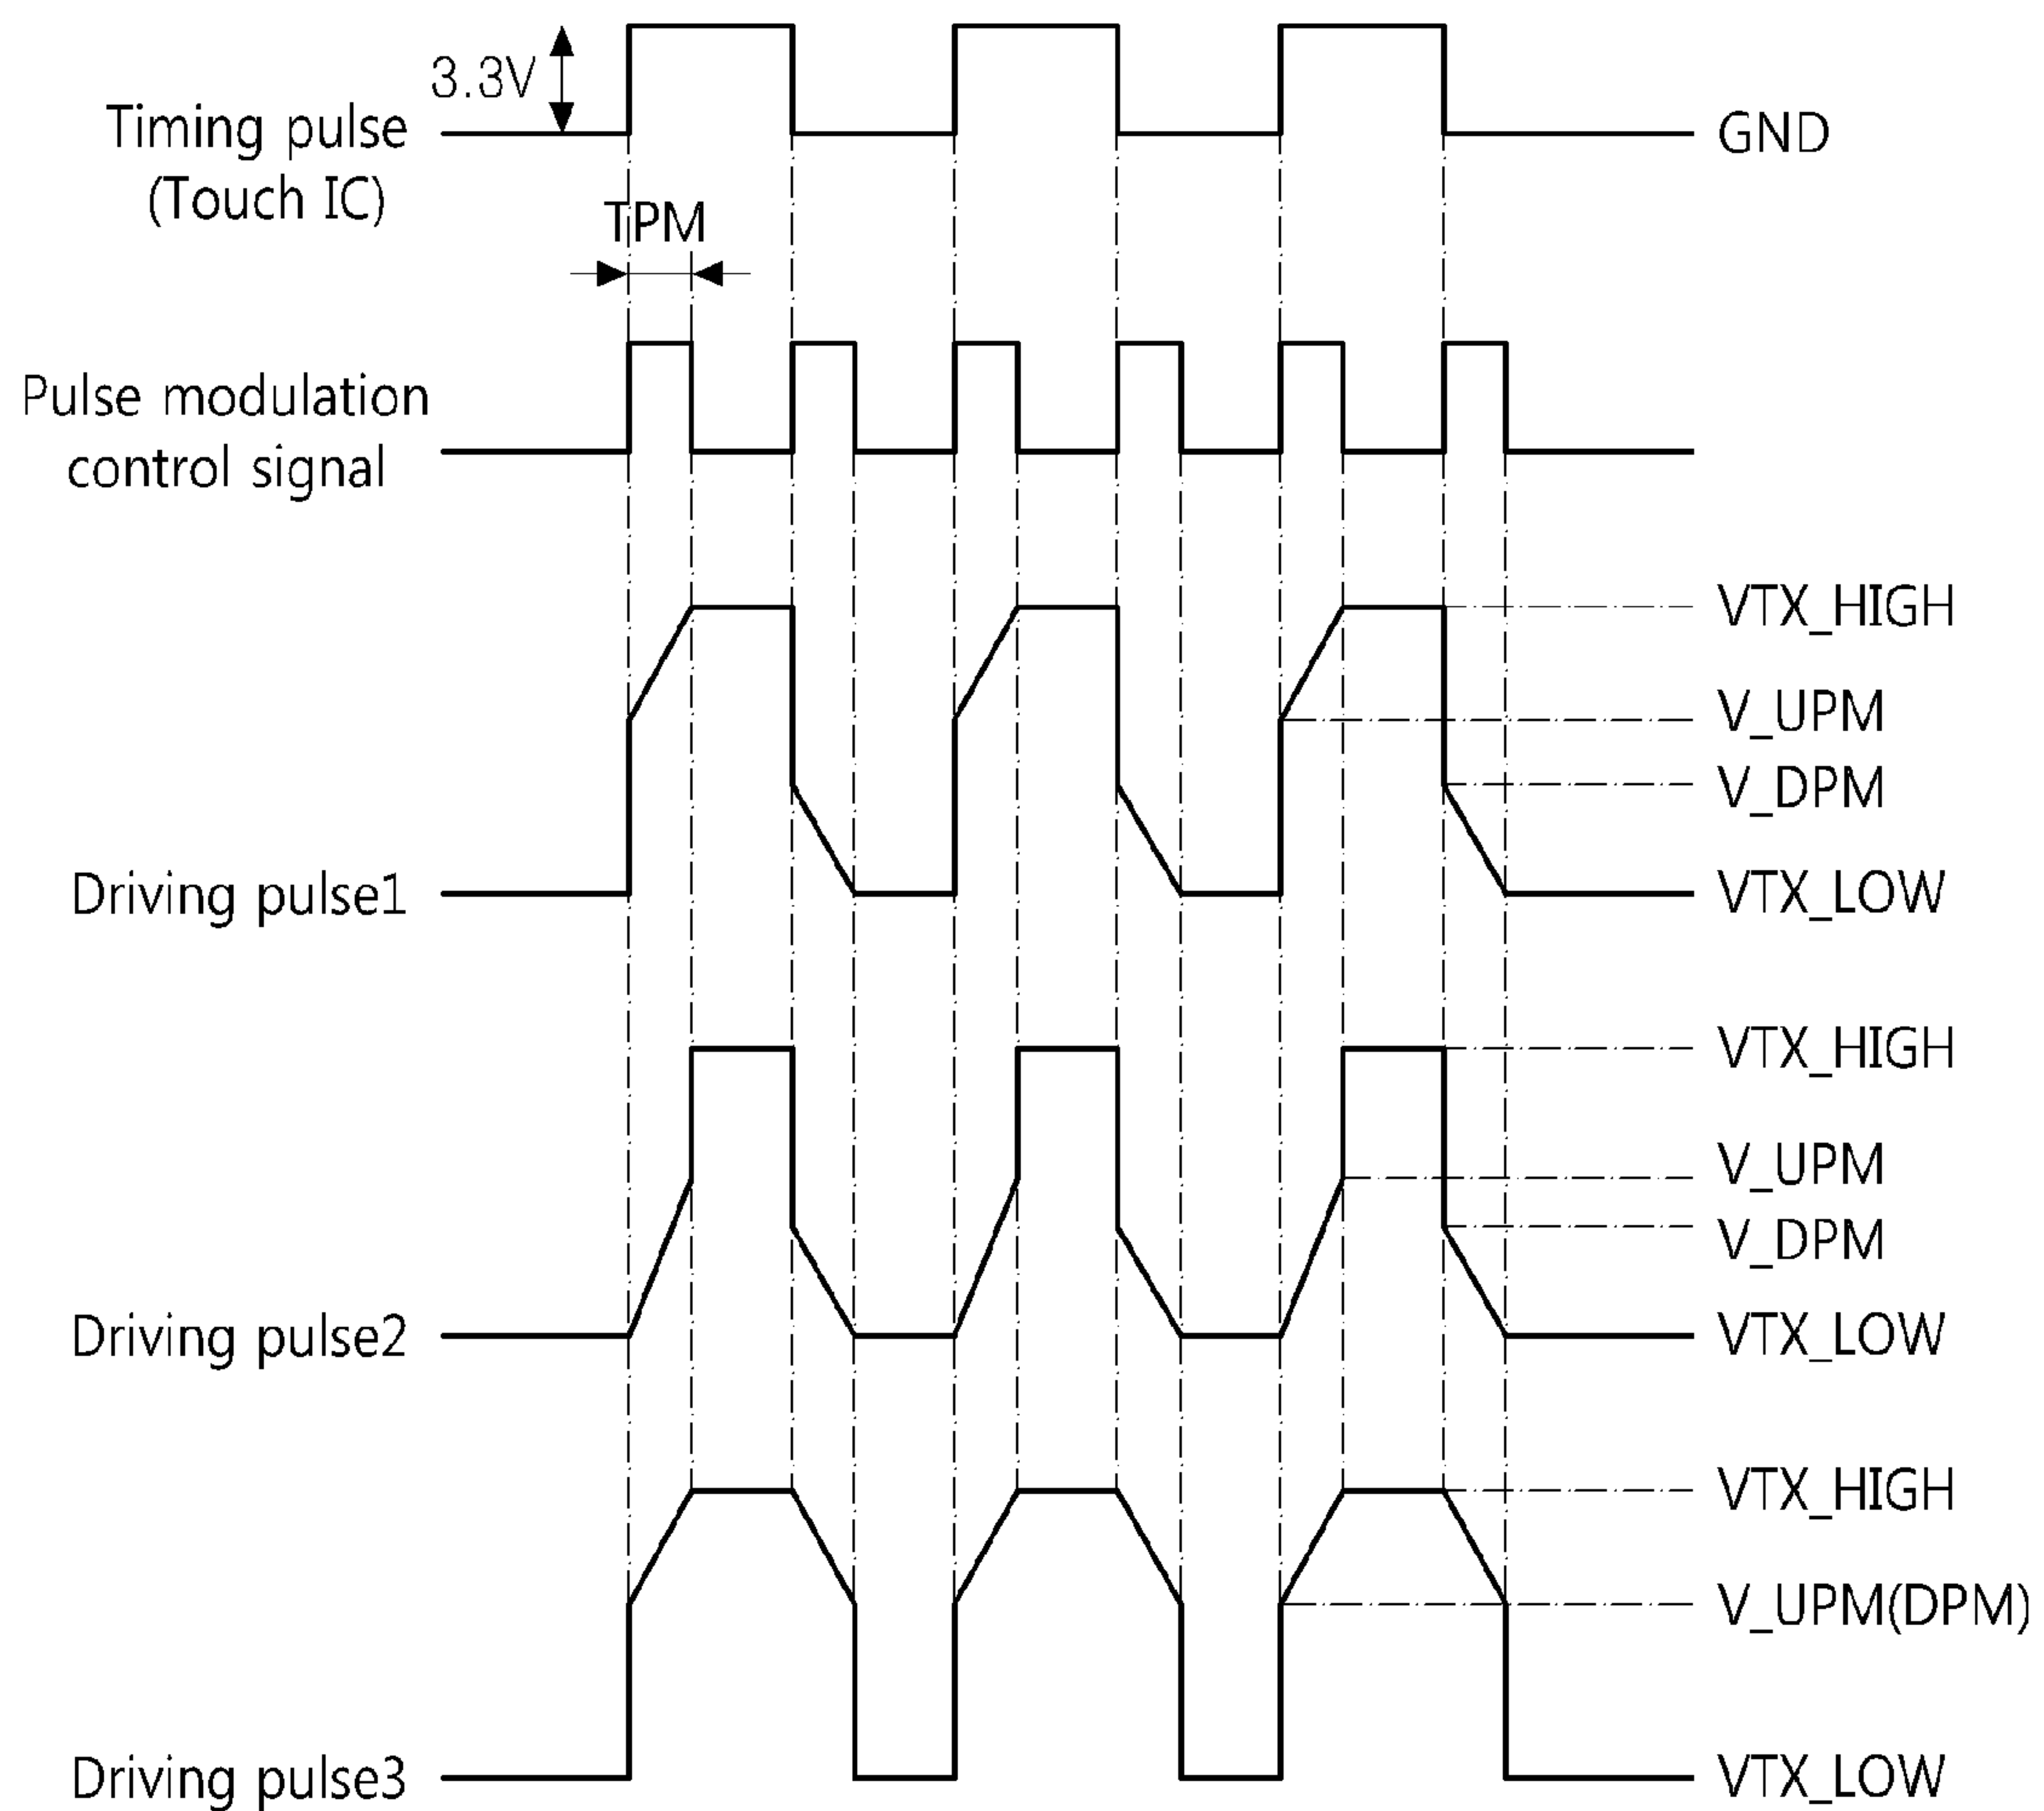 3.3V
Timing pulse
(Touch IC)
GND
TPM
Pulse modulation
control signal
VTX_HIGH
V_UPM
V_DPM
Driving pulse1
VTX_LOW
VTX_HIGH
V_UPM
V_DPM
Driving pulse2
VTX_LOW
VTX_HIGH
V_UPM(DPM)
Driving pulse3
VTX_LOW